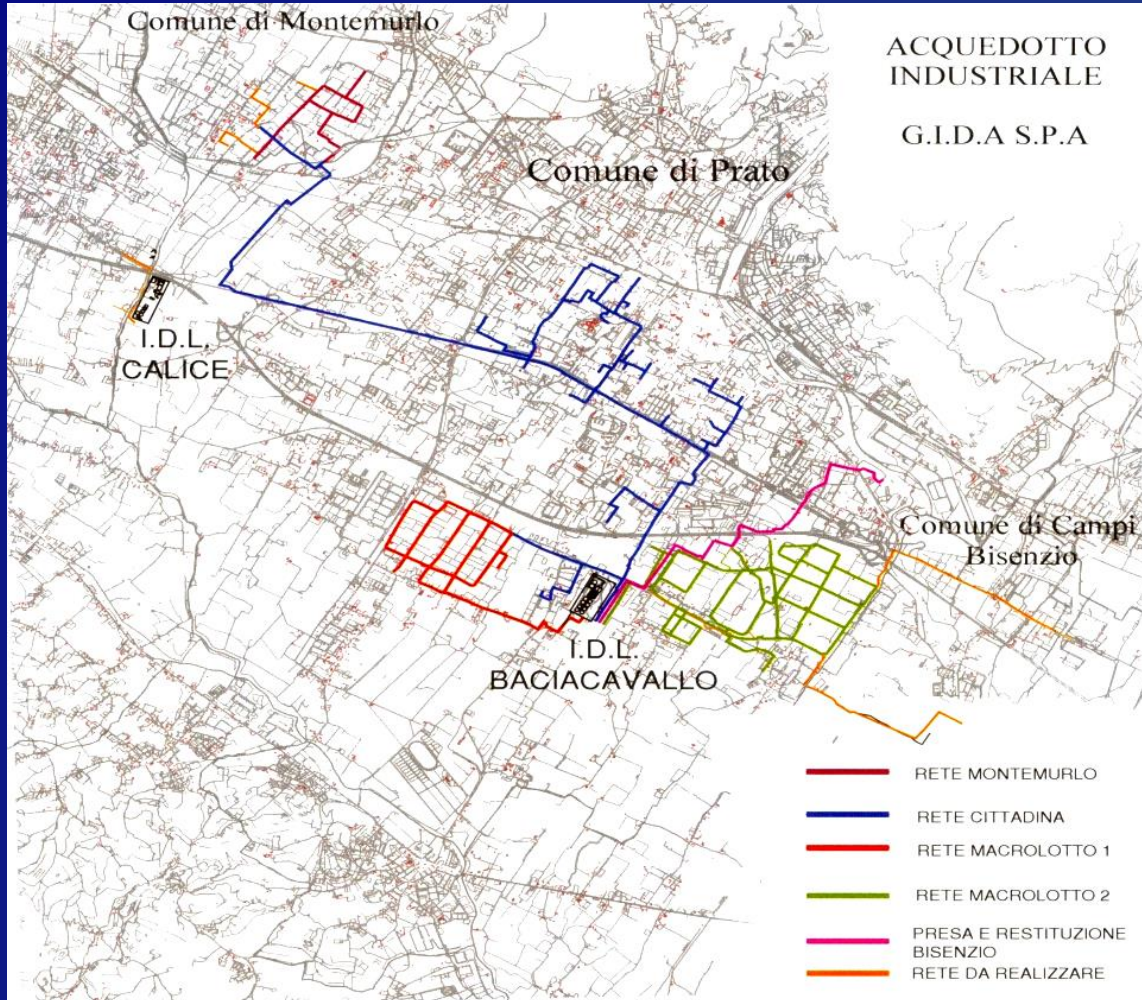 Comune di Montemurlo
ACQUEDOTTO
INDUSTRIALE
G.I.D.A S.P.A
Comune di Prato
I.D.L.
CALICE
Comune di Campi
Bisenzio
I.D.L.
BACIACAVALLO
RETE MONTEMURLO
RETE CITTADINA
RETE MACROLOTTO 1
RETE MACROLOTTO 2
PRESA E RESTITUZIONE
BISENZIO
RETE DA REALIZZARE